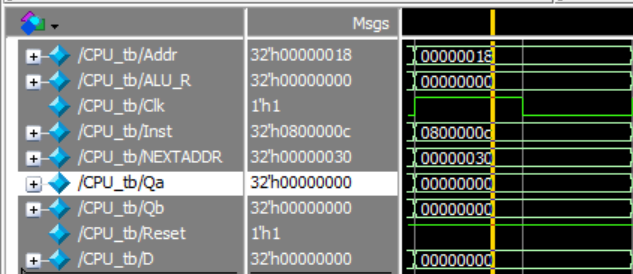 Msgs
/CPU_tb/Addr 32'h00000018 00000018
/CPU_tb/ALU_R 32'h00000000 00000000
/CPU_tb/Clk 1'h1
/CPU_tb/Inst 32'h0800000c 0800000c
/CPU_tb/NEXTADDR 32'h00000030 00000030
/CPU_tb/Qa 32'h00000000 00000000
/CPU_tb/Qb 32'h00000000 00000000
/CPU_tb/Reset 1'h1
/CPU_tb/D 32'h00000000 00000000